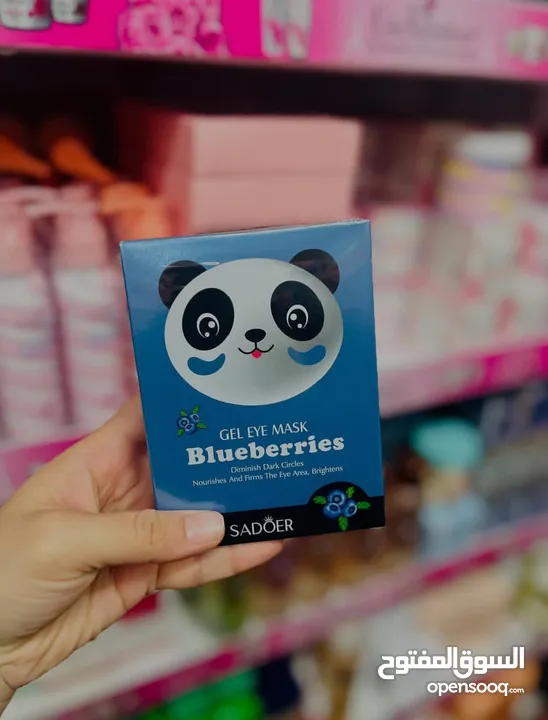 GEL EYE MASK
Blueberries
Diminish Dark Circles
Nourishes And Firms The Eye Area, Brightens
SADOER
السوق المفتوح
opensooq.com